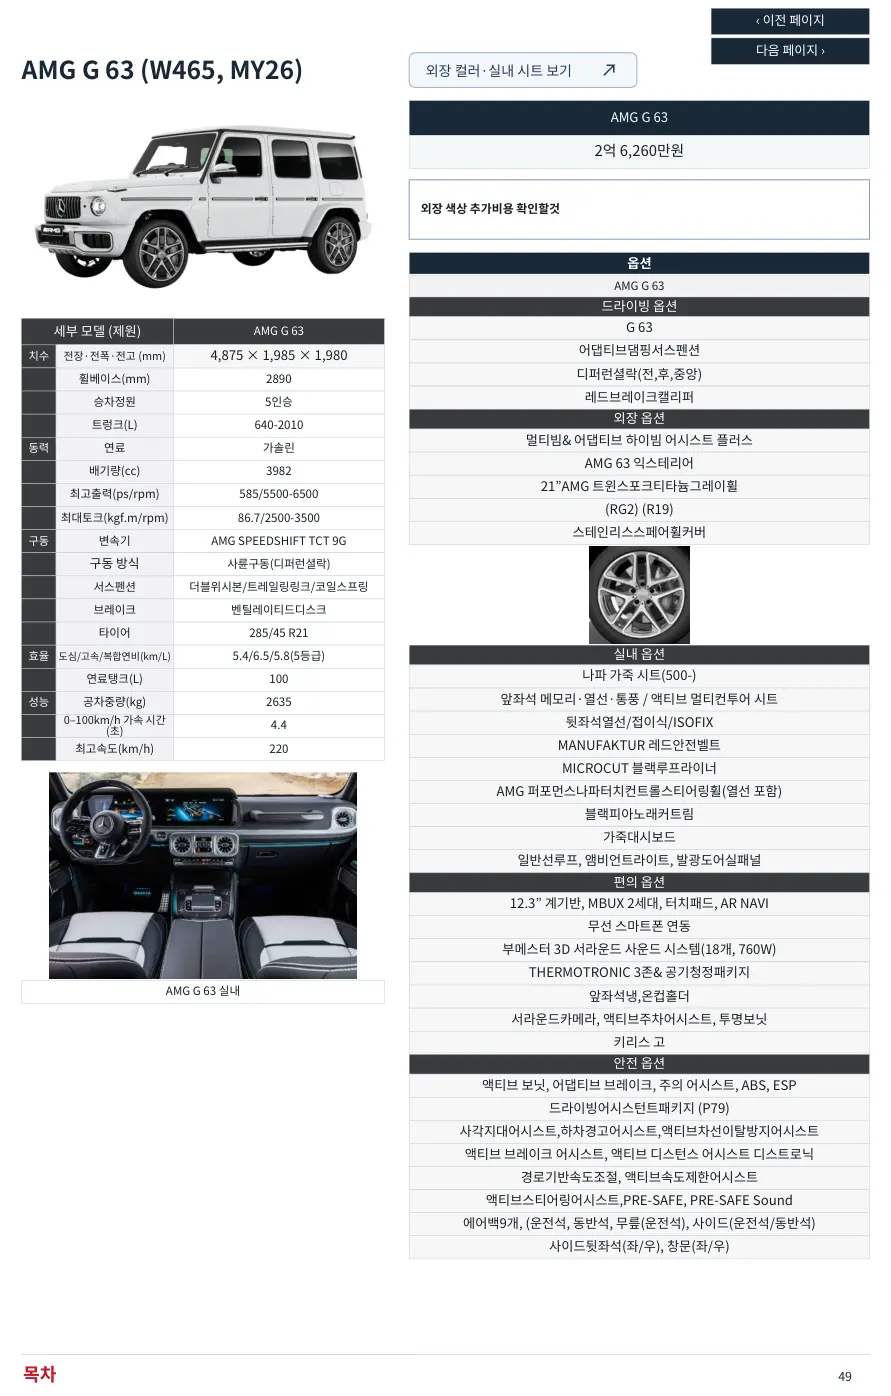 ‹ 이전 페이지
다음 페이지 ›
AMG G 63 (W465, MY26)
외장 컬러·실내 시트 보기
AMG G 63
2억 6,260만원
외장 색상 추가비용 확인할것
세부 모델 (제원) AMG G 63
치수 전장·전폭·전고 (mm) 4,875 × 1,985 × 1,980
휠베이스(mm) 2890
승차정원 5인승
트렁크(L) 640-2010
동력 연료 가솔린
배기량(cc) 3982
최고출력(ps/rpm) 585/5500-6500
최대토크(kgf.m/rpm) 86.7/2500-3500
구동 변속기 AMG SPEEDSHIFT TCT 9G
구동 방식 사륜구동(디퍼런셜락)
서스펜션 더블위시본/트레일링링크/코일스프링
브레이크 벤틸레이티드디스크
타이어 285/45 R21
효율 도심/고속/복합연비(km/L) 5.4/6.5/5.8(5등급)
연료탱크(L) 100
성능 공차중량(kg) 2635
0–100km/h 가속 시간
(초) 4.4
최고속도(km/h) 220
AMG G 63 실내
옵션
AMG G 63
드라이빙 옵션
G 63
어댑티브댐핑서스펜션
디퍼런셜락(전,후,중앙)
레드브레이크캘리퍼
외장 옵션
멀티빔& 어댑티브 하이빔 어시스트 플러스
AMG 63 익스테리어
21”AMG 트윈스포크티타늄그레이휠
(RG2) (R19)
스테인리스스페어휠커버
실내 옵션
나파 가죽 시트(500-)
앞좌석 메모리·열선·통풍 / 액티브 멀티컨투어 시트
뒷좌석열선/접이식/ISOFIX
MANUFAKTUR 레드안전벨트
MICROCUT 블랙루프라이너
AMG 퍼포먼스나파터치컨트롤스티어링휠(열선 포함)
블랙피아노래커트림
가죽대시보드
일반선루프, 앰비언트라이트, 발광도어실패널
편의 옵션
12.3” 계기반, MBUX 2세대, 터치패드, AR NAVI
무선 스마트폰 연동
부메스터 3D 서라운드 사운드 시스템(18개, 760W)
THERMOTRONIC 3존& 공기청정패키지
앞좌석냉,온컵홀더
서라운드카메라, 액티브주차어시스트, 투명보닛
키리스 고
안전 옵션
액티브 보닛, 어댑티브 브레이크, 주의 어시스트, ABS, ESP
드라이빙어시스턴트패키지 (P79)
사각지대어시스트,하차경고어시스트,액티브차선이탈방지어시스트
액티브 브레이크 어시스트, 액티브 디스턴스 어시스트 디스트로닉
경로기반속도조절, 액티브속도제한어시스트
액티브스티어링어시스트,PRE-SAFE, PRE-SAFE Sound
에어백9개, (운전석, 동반석, 무릎(운전석), 사이드(운전석/동반석)
사이드뒷좌석(좌/우), 창문(좌/우)
목차
49